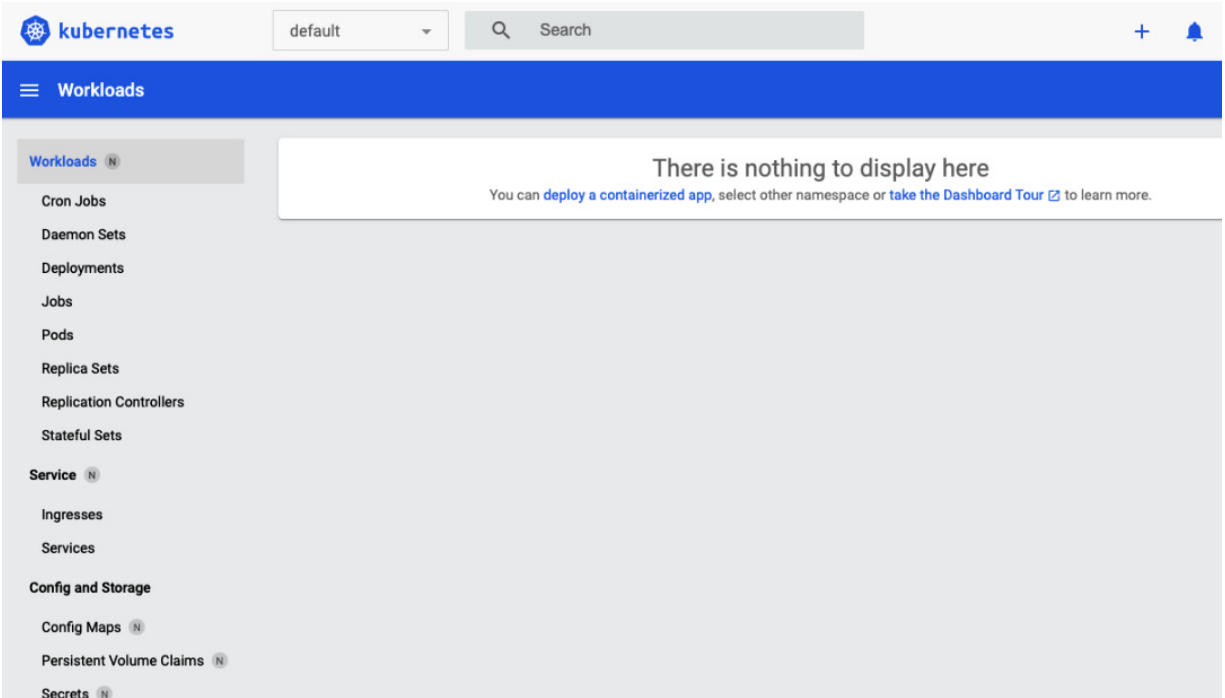 kubernetes
default
Search
Workloads
Workloads N
Cron Jobs
Daemon Sets
Deployments
Jobs
Pods
Replica Sets
Replication Controllers
Stateful Sets
Service N
Ingresses
Services
Config and Storage
Config Maps N
Persistent Volume Claims N
Secrets N
There is nothing to display here
You can deploy a containerized app, select other namespace or take the Dashboard Tour to learn more.